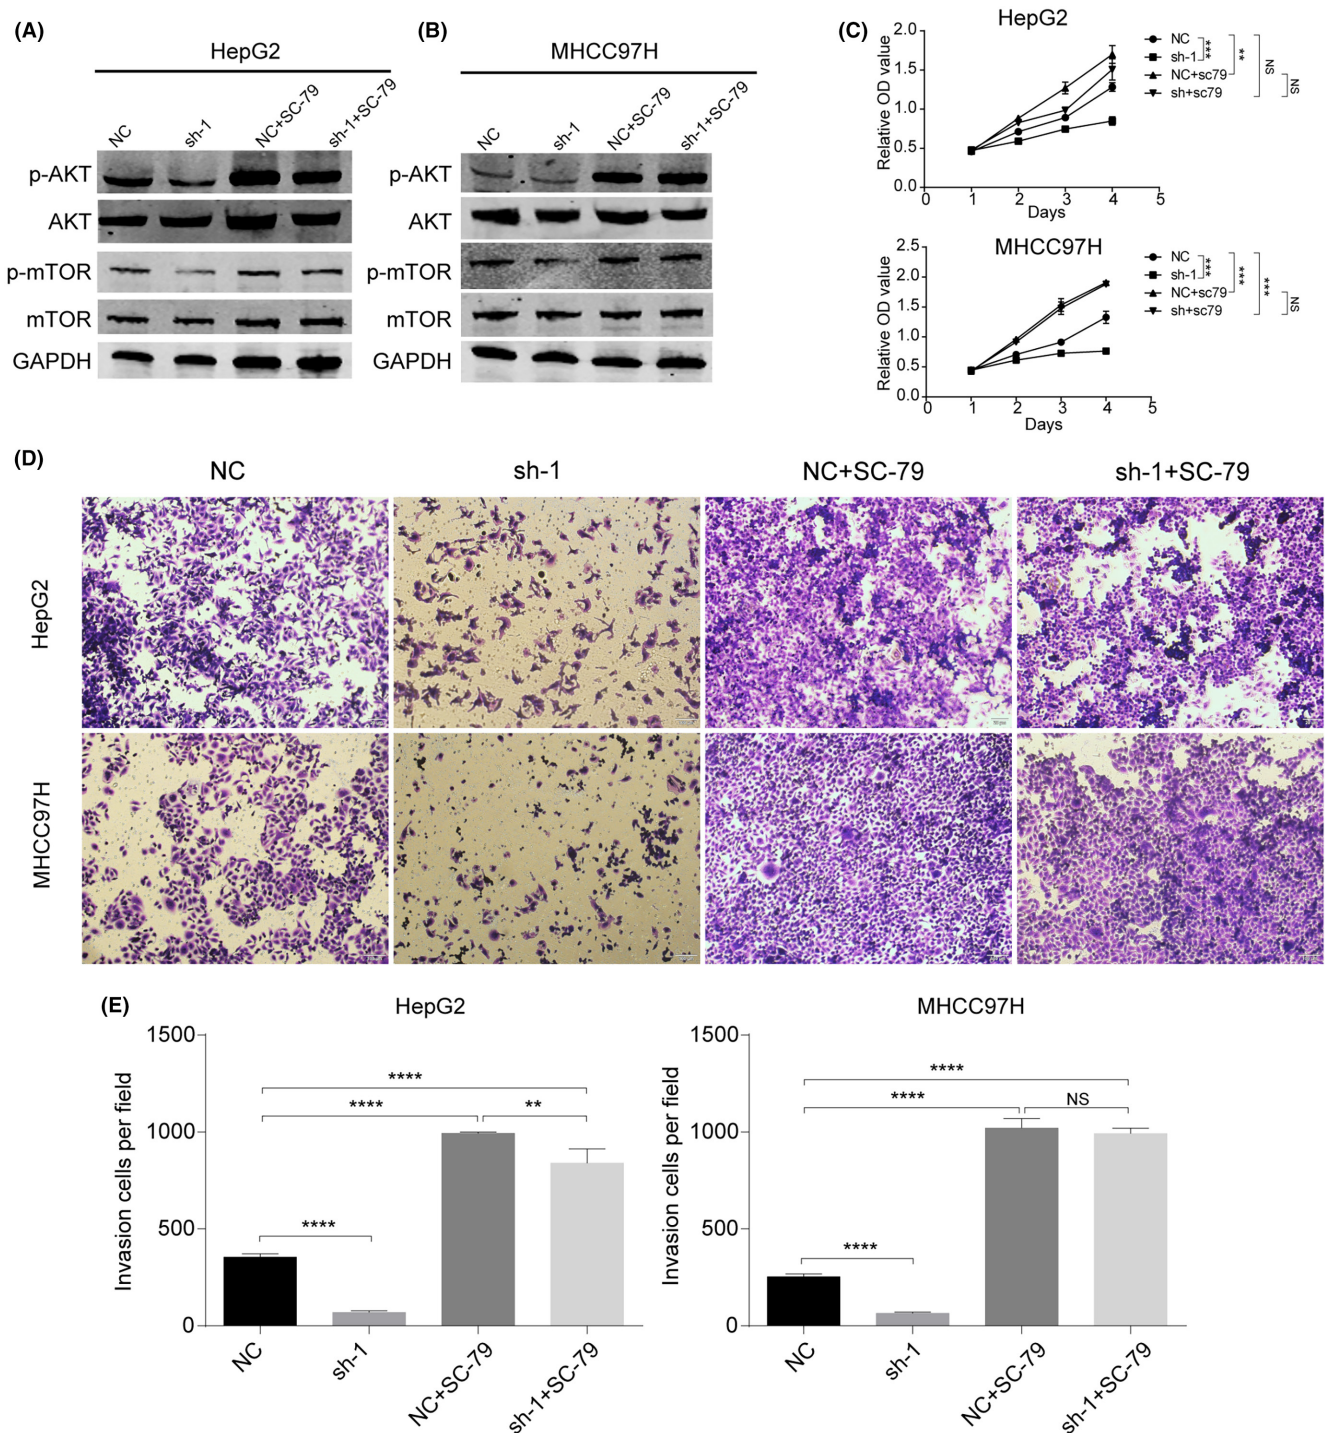 (A)
HepG2
NC
sh-1
NC+SC-79
sh-1+SC-79
p-AKT
AKT
p-mTOR
mTOR
GAPDH
(B)
MHCC97H
NC
sh-1
NC+SC-79
sh-1+SC-79
p-AKT
AKT
p-mTOR
mTOR
GAPDH
(C)
HepG2
Relative OD value
2.0
1.5
1.0
0.5
0.0
0 1 2 3 4 5
Days
NC
sh-1
NC+sc79
sh+sc79
***
**
NS
NS
MHCC97H
Relative OD value
2.5
2.0
1.5
1.0
0.5
0.0
0 1 2 3 4 5
Days
NC
sh-1
NC+sc79
sh+sc79
***
***
***
NS
(D)
NC sh-1 NC+SC-79 sh-1+SC-79
HepG2
MHCC97H
(E)
HepG2
Invasion cells per field
1500
1000
500
0
****
****
**
****
NC
sh-1
NC+SC-79
sh-1+SC-79
MHCC97H
Invasion cells per field
1500
1000
500
0
****
****
NS
****
NC
sh-1
NC+SC-79
sh-1+SC-79